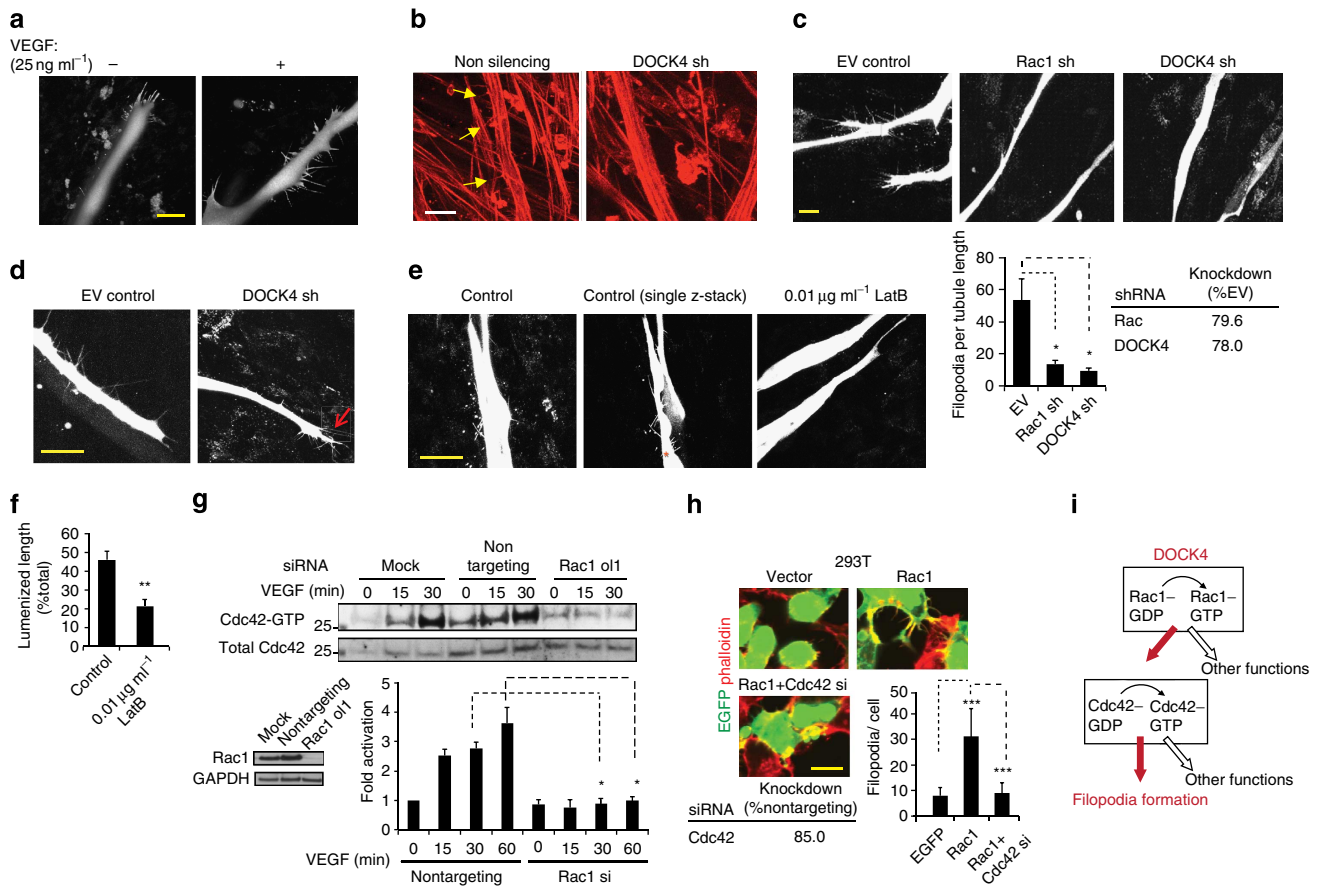 a
VEGF:
(25 ng ml⁻¹) – +
b
Non silencing DOCK4 sh
c
EV control Rac1 sh DOCK4 sh
Filopodia per tubule length
80
60
40
20
0
* *
EV Rac1 sh DOCK4 sh
shRNA Knockdown (%EV)
Rac 79.6
DOCK4 78.0
d
EV control DOCK4 sh
e
Control Control (single z-stack) 0.01 µg ml⁻¹ LatB
*
f
Lumenized length
(%total)
60
50
40
30
20
10
0
**
Control 0.01 µg ml⁻¹ LatB
g
siRNA Mock Non targeting Rac1 ol1
VEGF (min) 0 15 30 0 15 30 0 15 30
Cdc42-GTP 25
Total Cdc42 25
Mock Nontargeting Rac1 ol1
Rac1
GAPDH
Fold activation
5
4
3
2
1
0
* *
VEGF (min) 0 15 30 60 0 15 30 60
Nontargeting Rac1 si
h
293T
Vector Rac1
Rac1+Cdc42 si
EGFP phalloidin
siRNA Knockdown (%nontargeting)
Cdc42 85.0
Filopodia/ cell
50
40
30
20
10
0
*** ***
EGFP Rac1 Rac1+ Cdc42 si
i
DOCK4
Rac1– GDP Rac1– GTP
Other functions
Cdc42– GDP Cdc42– GTP
Other functions
Filopodia formation